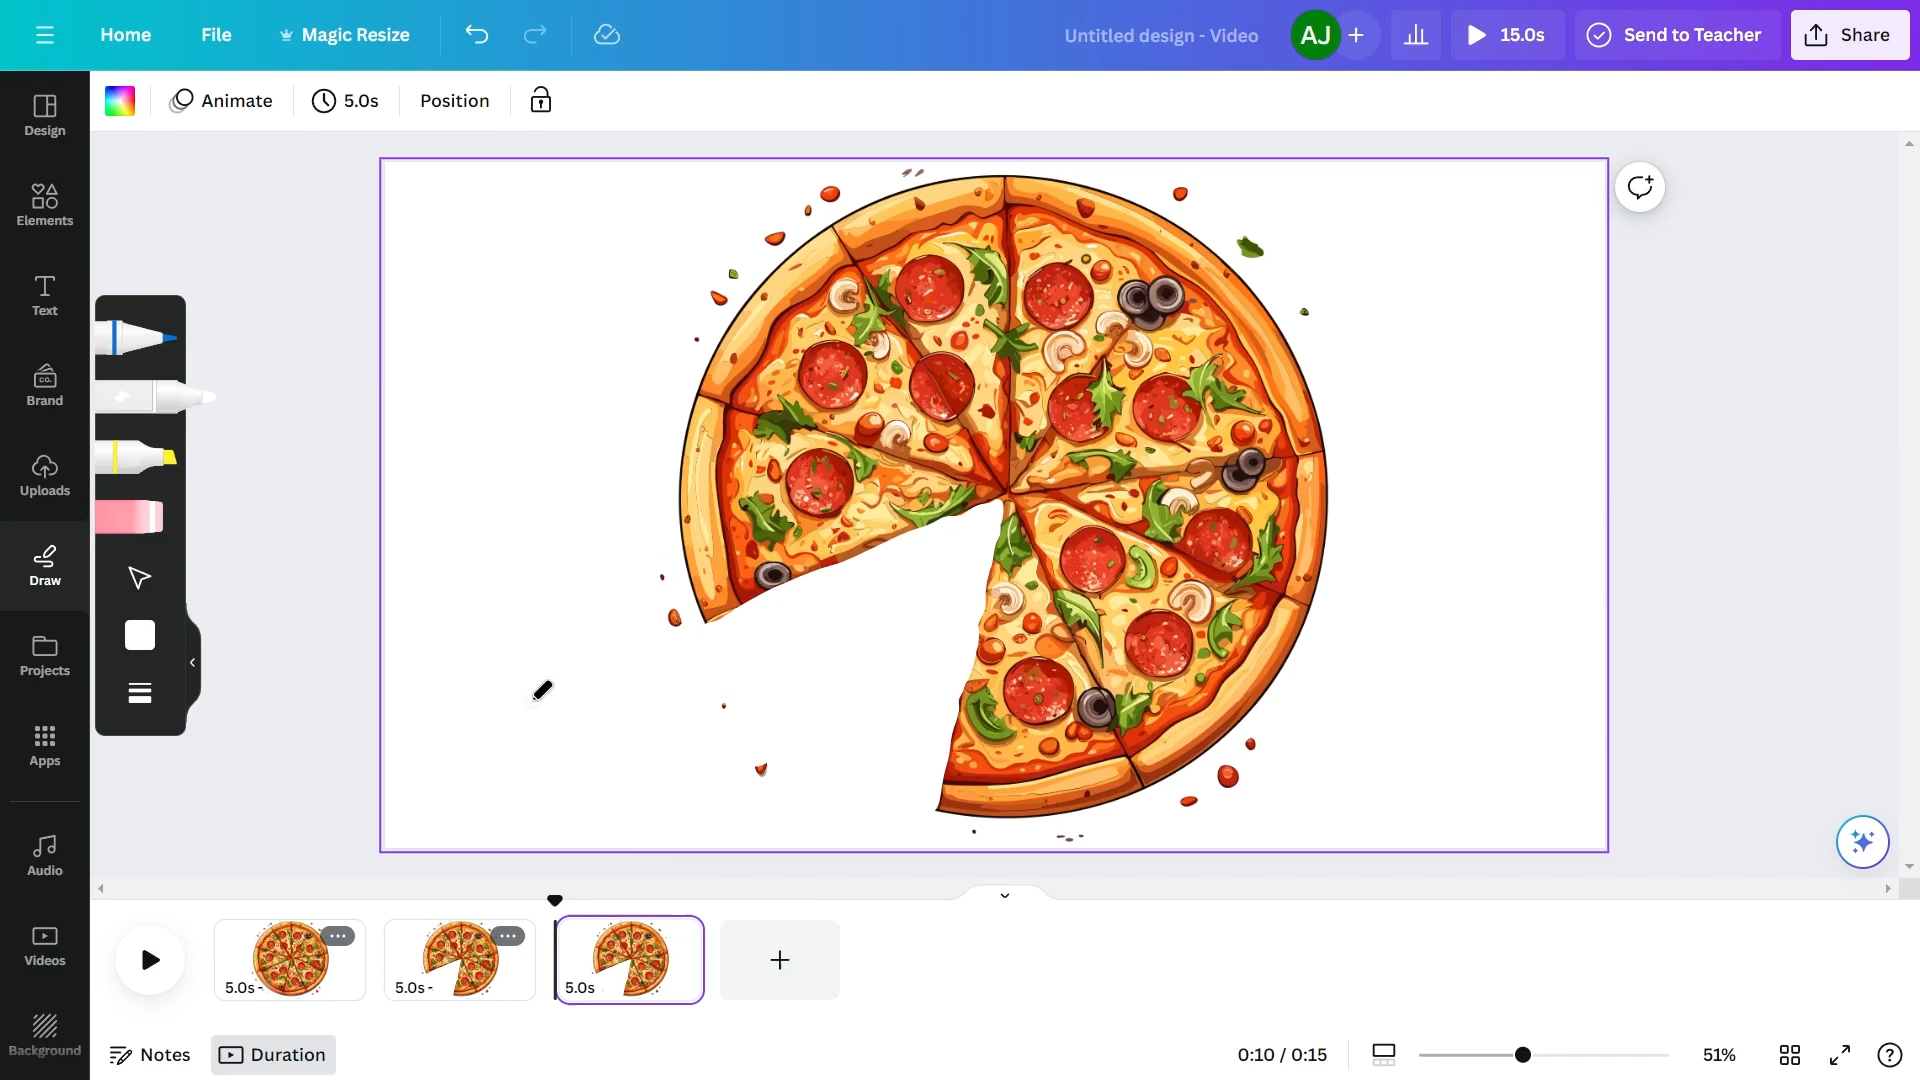 Home
File
Magic Resize
Untitled design - Video
AJ
15.0s
Send to Teacher
Share
Animate
5.0s
Position
Design
Elements
Text
CO.
Brand
Uploads
Draw
Projects
Apps
Audio
Videos
Background
5.0s -
5.0s -
5.0s
Notes
Duration
0:10 / 0:15
51%